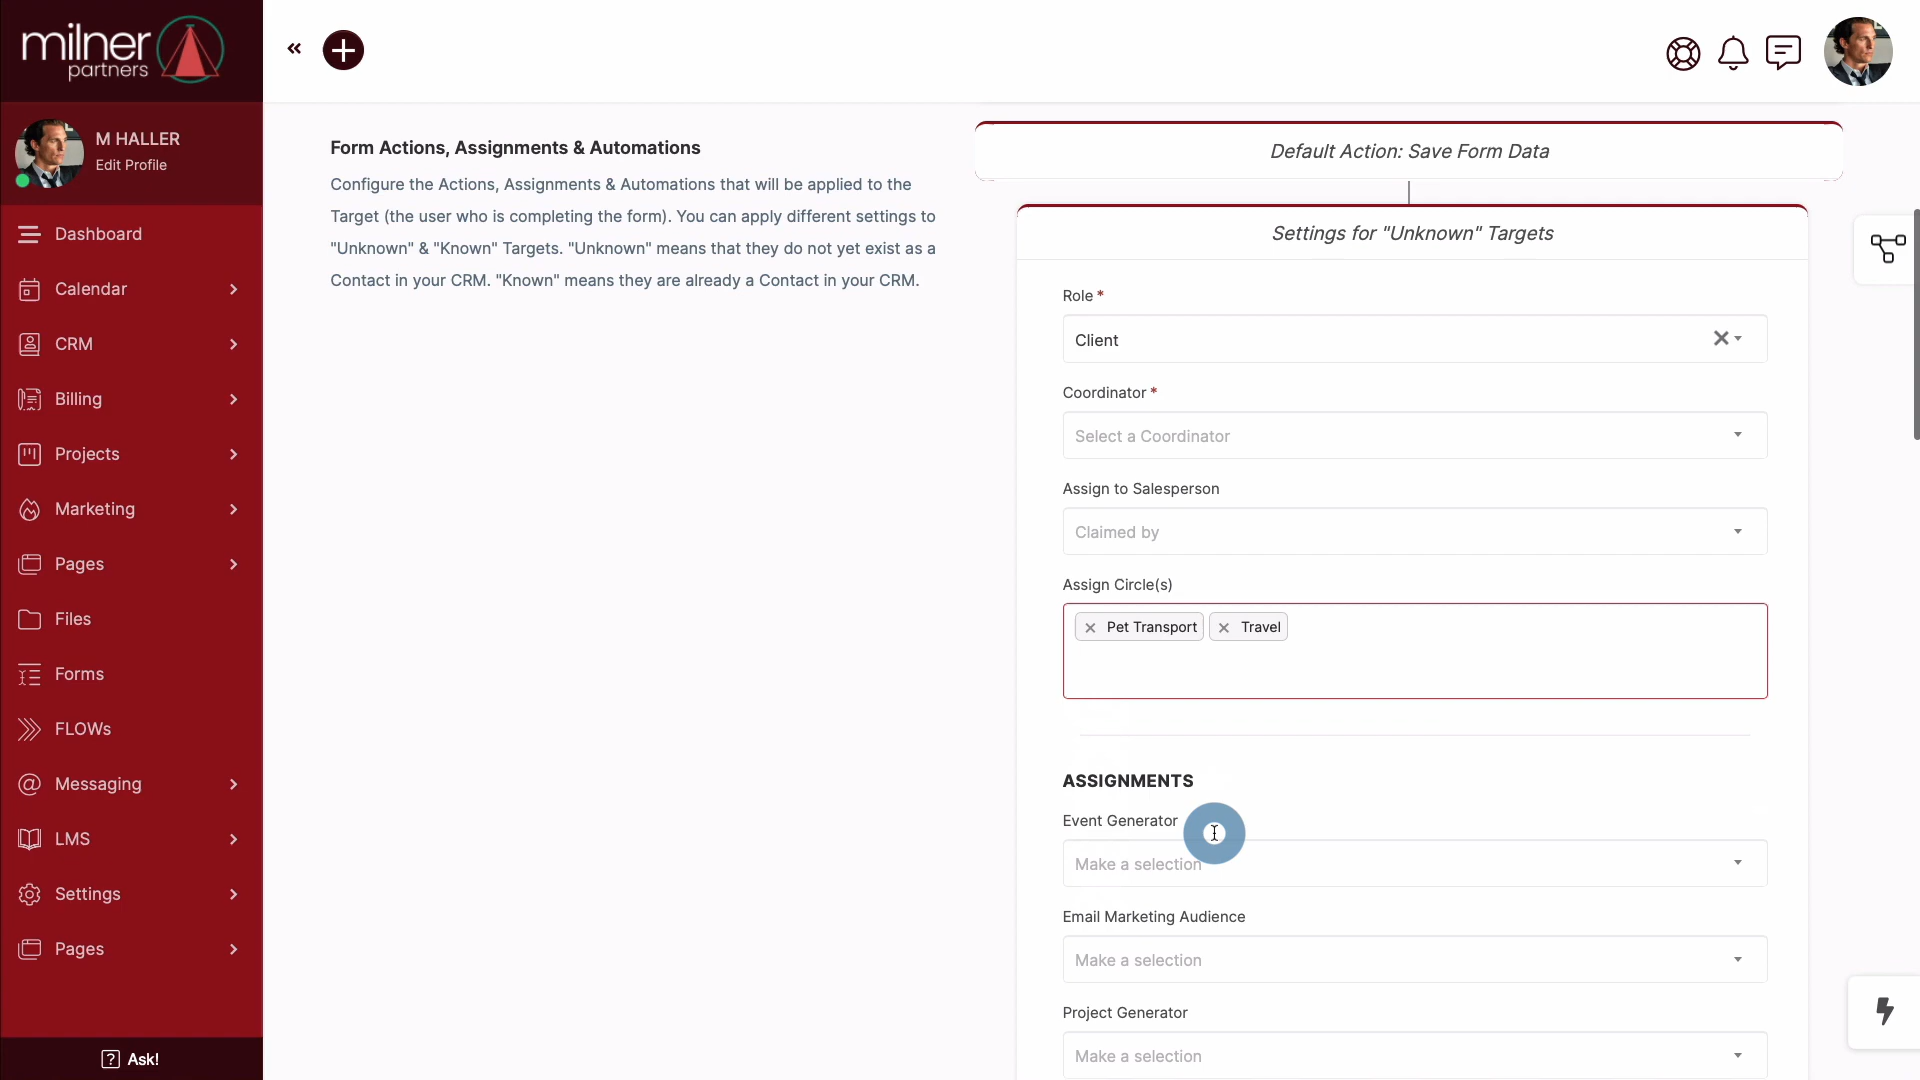 milner
partners
M HALLER
Edit Profile
Dashboard
Calendar
CRM
Billing
Projects
Marketing
Pages
Files
Forms
FLOWs
Messaging
LMS
Settings
Pages
? Ask!
Form Actions, Assignments & Automations
Configure the Actions, Assignments & Automations that will be applied to the
Target (the user who is completing the form). You can apply different settings to
"Unknown" & "Known" Targets. "Unknown" means that they do not yet exist as a
Contact in your CRM. "Known" means they are already a Contact in your CRM.
Default Action: Save Form Data
Settings for "Unknown" Targets
Role *
Client
Coordinator *
Select a Coordinator
Assign to Salesperson
Claimed by
Assign Circle(s)
× Pet Transport × Travel
ASSIGNMENTS
Event Generator
Make a selection
Email Marketing Audience
Make a selection
Project Generator
Make a selection